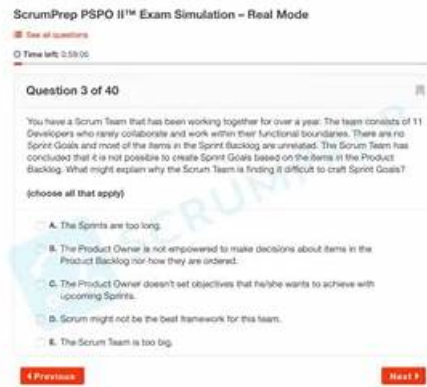 ScrumPrep PSPO II™ Exam Simulation – Real Mode
See all questions
Time left: 0:59:06
Question 3 of 40
You have a Scrum Team that has been working together for over a year. The team consists of 11
Developers who rarely collaborate and work within their functional boundaries. There are no
Sprint Goals and most of the items in the Sprint Backlog are unrelated. The Scrum Team has
concluded that it is not possible to create Sprint Goals based on the items in the Product
Backlog. What might explain why the Scrum Team is finding it difficult to craft Sprint Goals?
(choose all that apply)
A. The Sprints are too long.
B. The Product Owner is not empowered to make decisions about items in the
Product Backlog nor how they are ordered.
C. The Product Owner doesn't set objectives that he/she wants to achieve with
upcoming Sprints.
D. Scrum might not be the best framework for this team.
E. The Scrum Team is too big.
Previous
Next
SCRUM